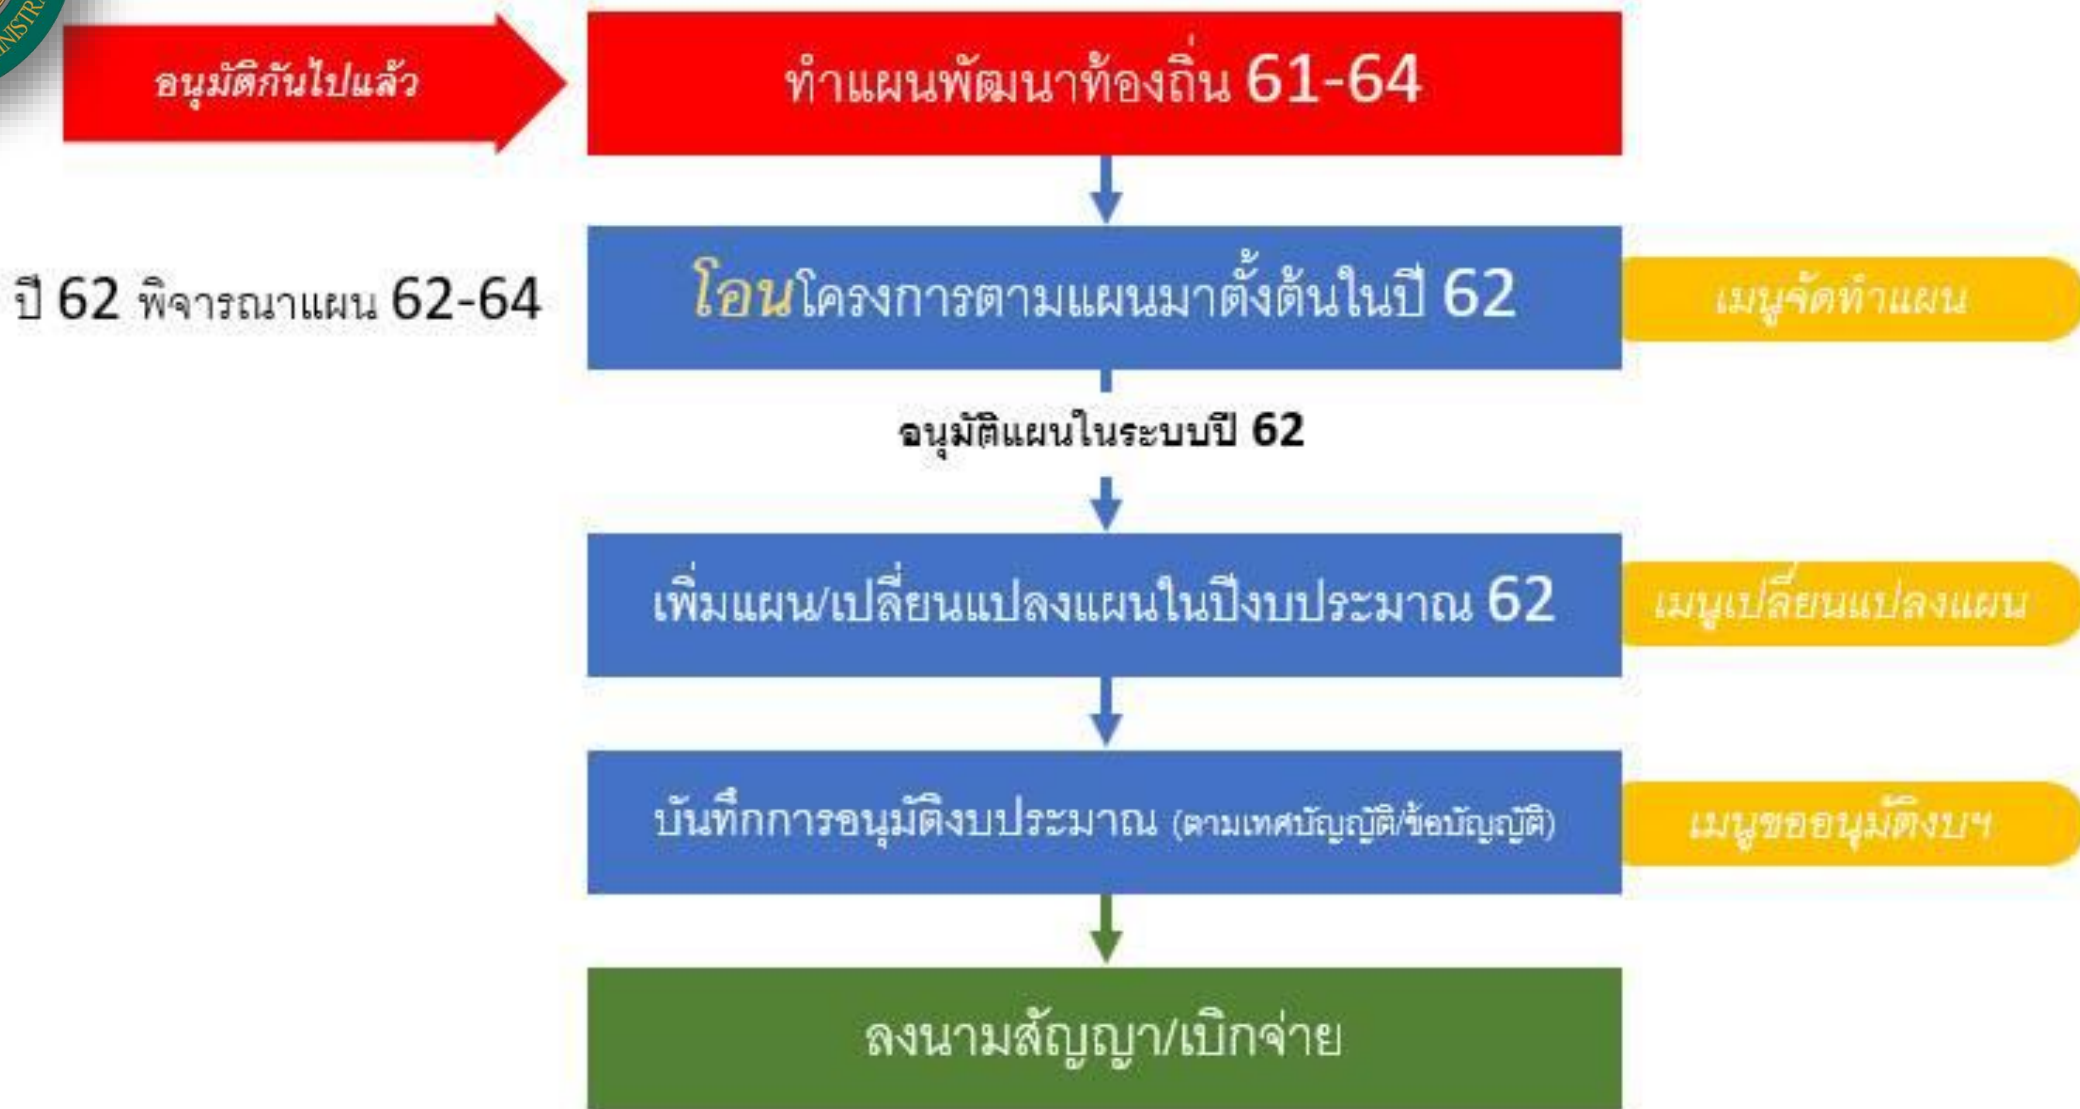 อนุมัติกันไปแล้ว
ทำแผนพัฒนาท้องถิ่น 61-64
ปี 62 พิจารณาแผน 62-64
โอนโครงการตามแผนมาตั้งต้นในปี 62
เมนูจัดทำแผน
อนุมัติแผนในระบบปี 62
เพิ่มแผน/เปลี่ยนแปลงแผนในปีงบประมาณ 62
เมนูเปลี่ยนแปลงแผน
บันทึกการอนุมัติงบประมาณ (ตามเทศบัญญัติ/ข้อบัญญัติ)
เมนูขออนุมัติงบฯ
ลงนามสัญญา/เบิกจ่าย